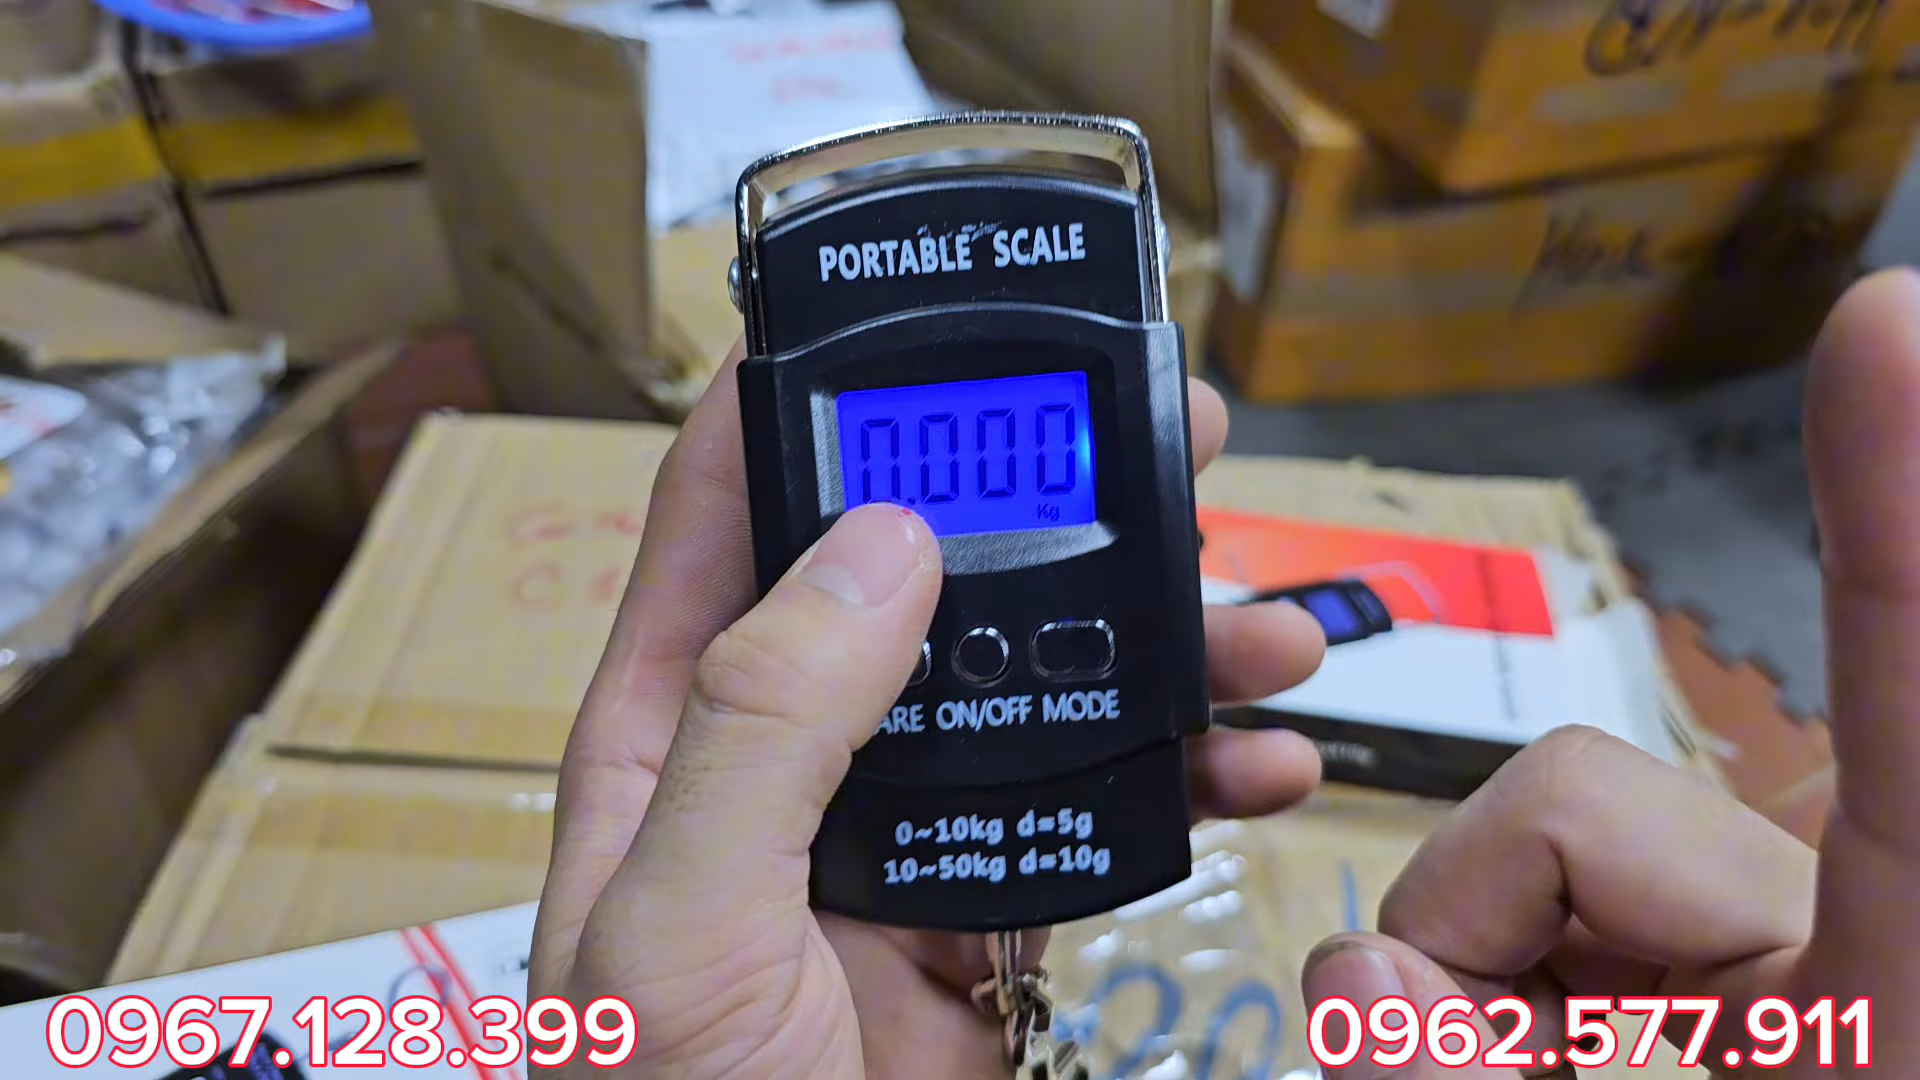 PORTABLE SCALE
0.000
Kg
ARE ON/OFF MODE
0~10kg d=5g
10~50kg d=10g
0967.128.399
0962.577.911